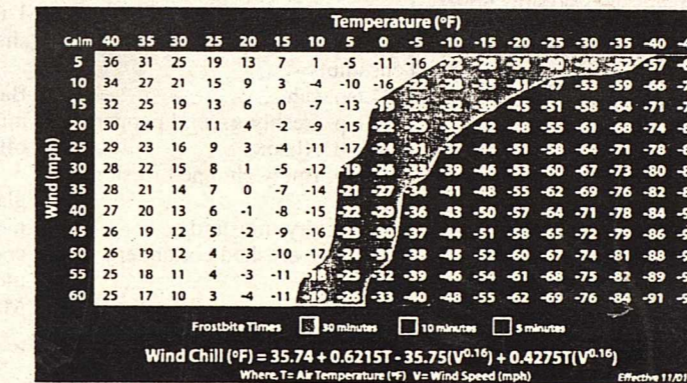 Temperature (°F)
Calm 40 35 30 25 20 15 10 5 0 -5 -10 -15 -20 -25 -30 -35 -40
Wind (mph)
5 36 31 25 19 13 7 1 -5 -11 -16 -22 -28 -34 -40 -46 -52 -57
10 34 27 21 15 9 3 -4 -10 -16 -22 -28 -35 -41 -47 -53 -59 -66
15 32 25 19 13 6 0 -7 -13 -19 -26 -32 -39 -45 -51 -58 -64 -71
20 30 24 17 11 4 -2 -9 -15 -22 -29 -35 -42 -48 -55 -61 -68 -74
25 29 23 16 9 3 -4 -11 -17 -24 -31 -37 -44 -51 -58 -64 -71 -78
30 28 22 15 8 1 -5 -12 -19 -26 -33 -39 -46 -53 -60 -67 -73 -80
35 28 21 14 7 0 -7 -14 -21 -27 -34 -41 -48 -55 -62 -69 -76 -82
40 27 20 13 6 -1 -8 -15 -22 -29 -36 -43 -50 -57 -64 -71 -78 -84
45 26 19 12 5 -2 -9 -16 -23 -30 -37 -44 -51 -58 -65 -72 -79 -86
50 26 19 12 4 -3 -10 -17 -24 -31 -38 -45 -52 -60 -67 -74 -81 -88
55 25 18 11 4 -3 -11 -18 -25 -32 -39 -46 -54 -61 -68 -75 -82 -89
60 25 17 10 3 -4 -11 -19 -26 -33 -40 -48 -55 -62 -69 -76 -84 -91
Frostbite Times 30 minutes 10 minutes 5 minutes
Wind Chill (°F) = 35.74 + 0.6215T - 35.75(V^0.16) + 0.4275T(V^0.16)
Where, T= Air Temperature (°F) V= Wind Speed (mph)
Effective 11/01